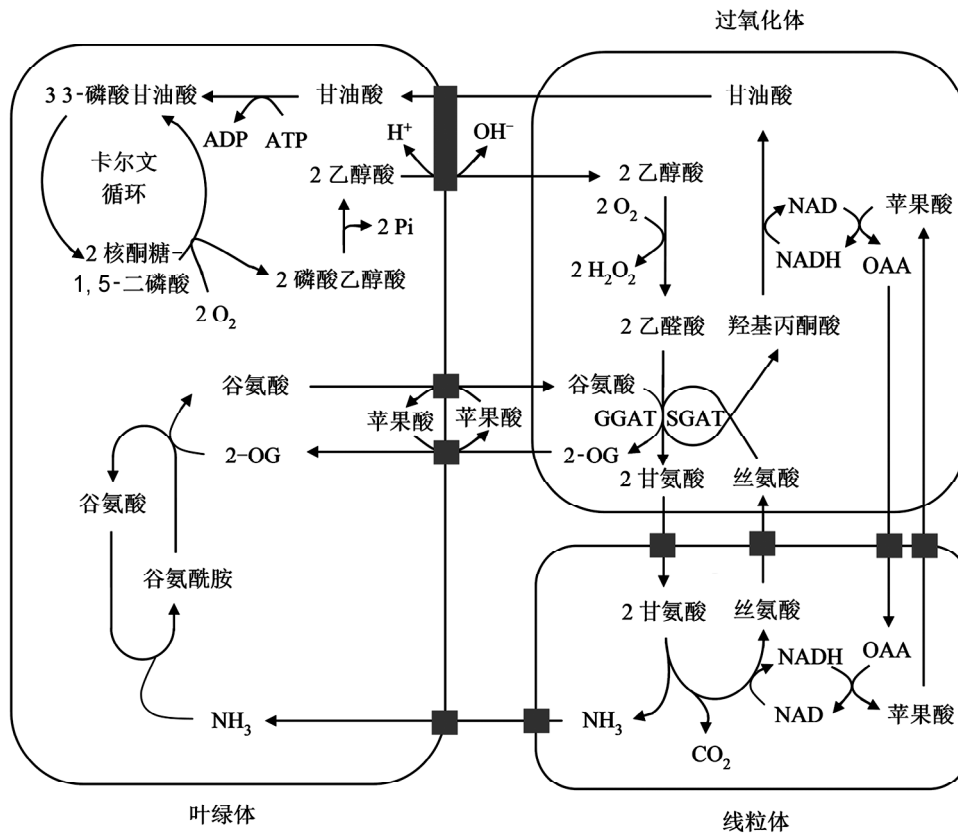 过氧化体
3 3-磷酸甘油酸
甘油酸
甘油酸
ADP
ATP
H⁺
OH⁻
卡尔文
循环
2 乙醇酸
2 乙醇酸
2 Pi
2 O₂
2 H₂O₂
NAD
NADH
苹果酸
OAA
2 核酮糖-
1, 5-二磷酸
2 磷酸乙醇酸
2 O₂
2 乙醛酸
羟基丙酮酸
谷氨酸
谷氨酸
苹果酸
苹果酸
GGAT
SGAT
2-OG
2-OG
谷氨酸
2 甘氨酸
丝氨酸
谷氨酰胺
2 甘氨酸
丝氨酸
NADH
OAA
NH₃
NH₃
NAD
苹果酸
CO₂
叶绿体
线粒体